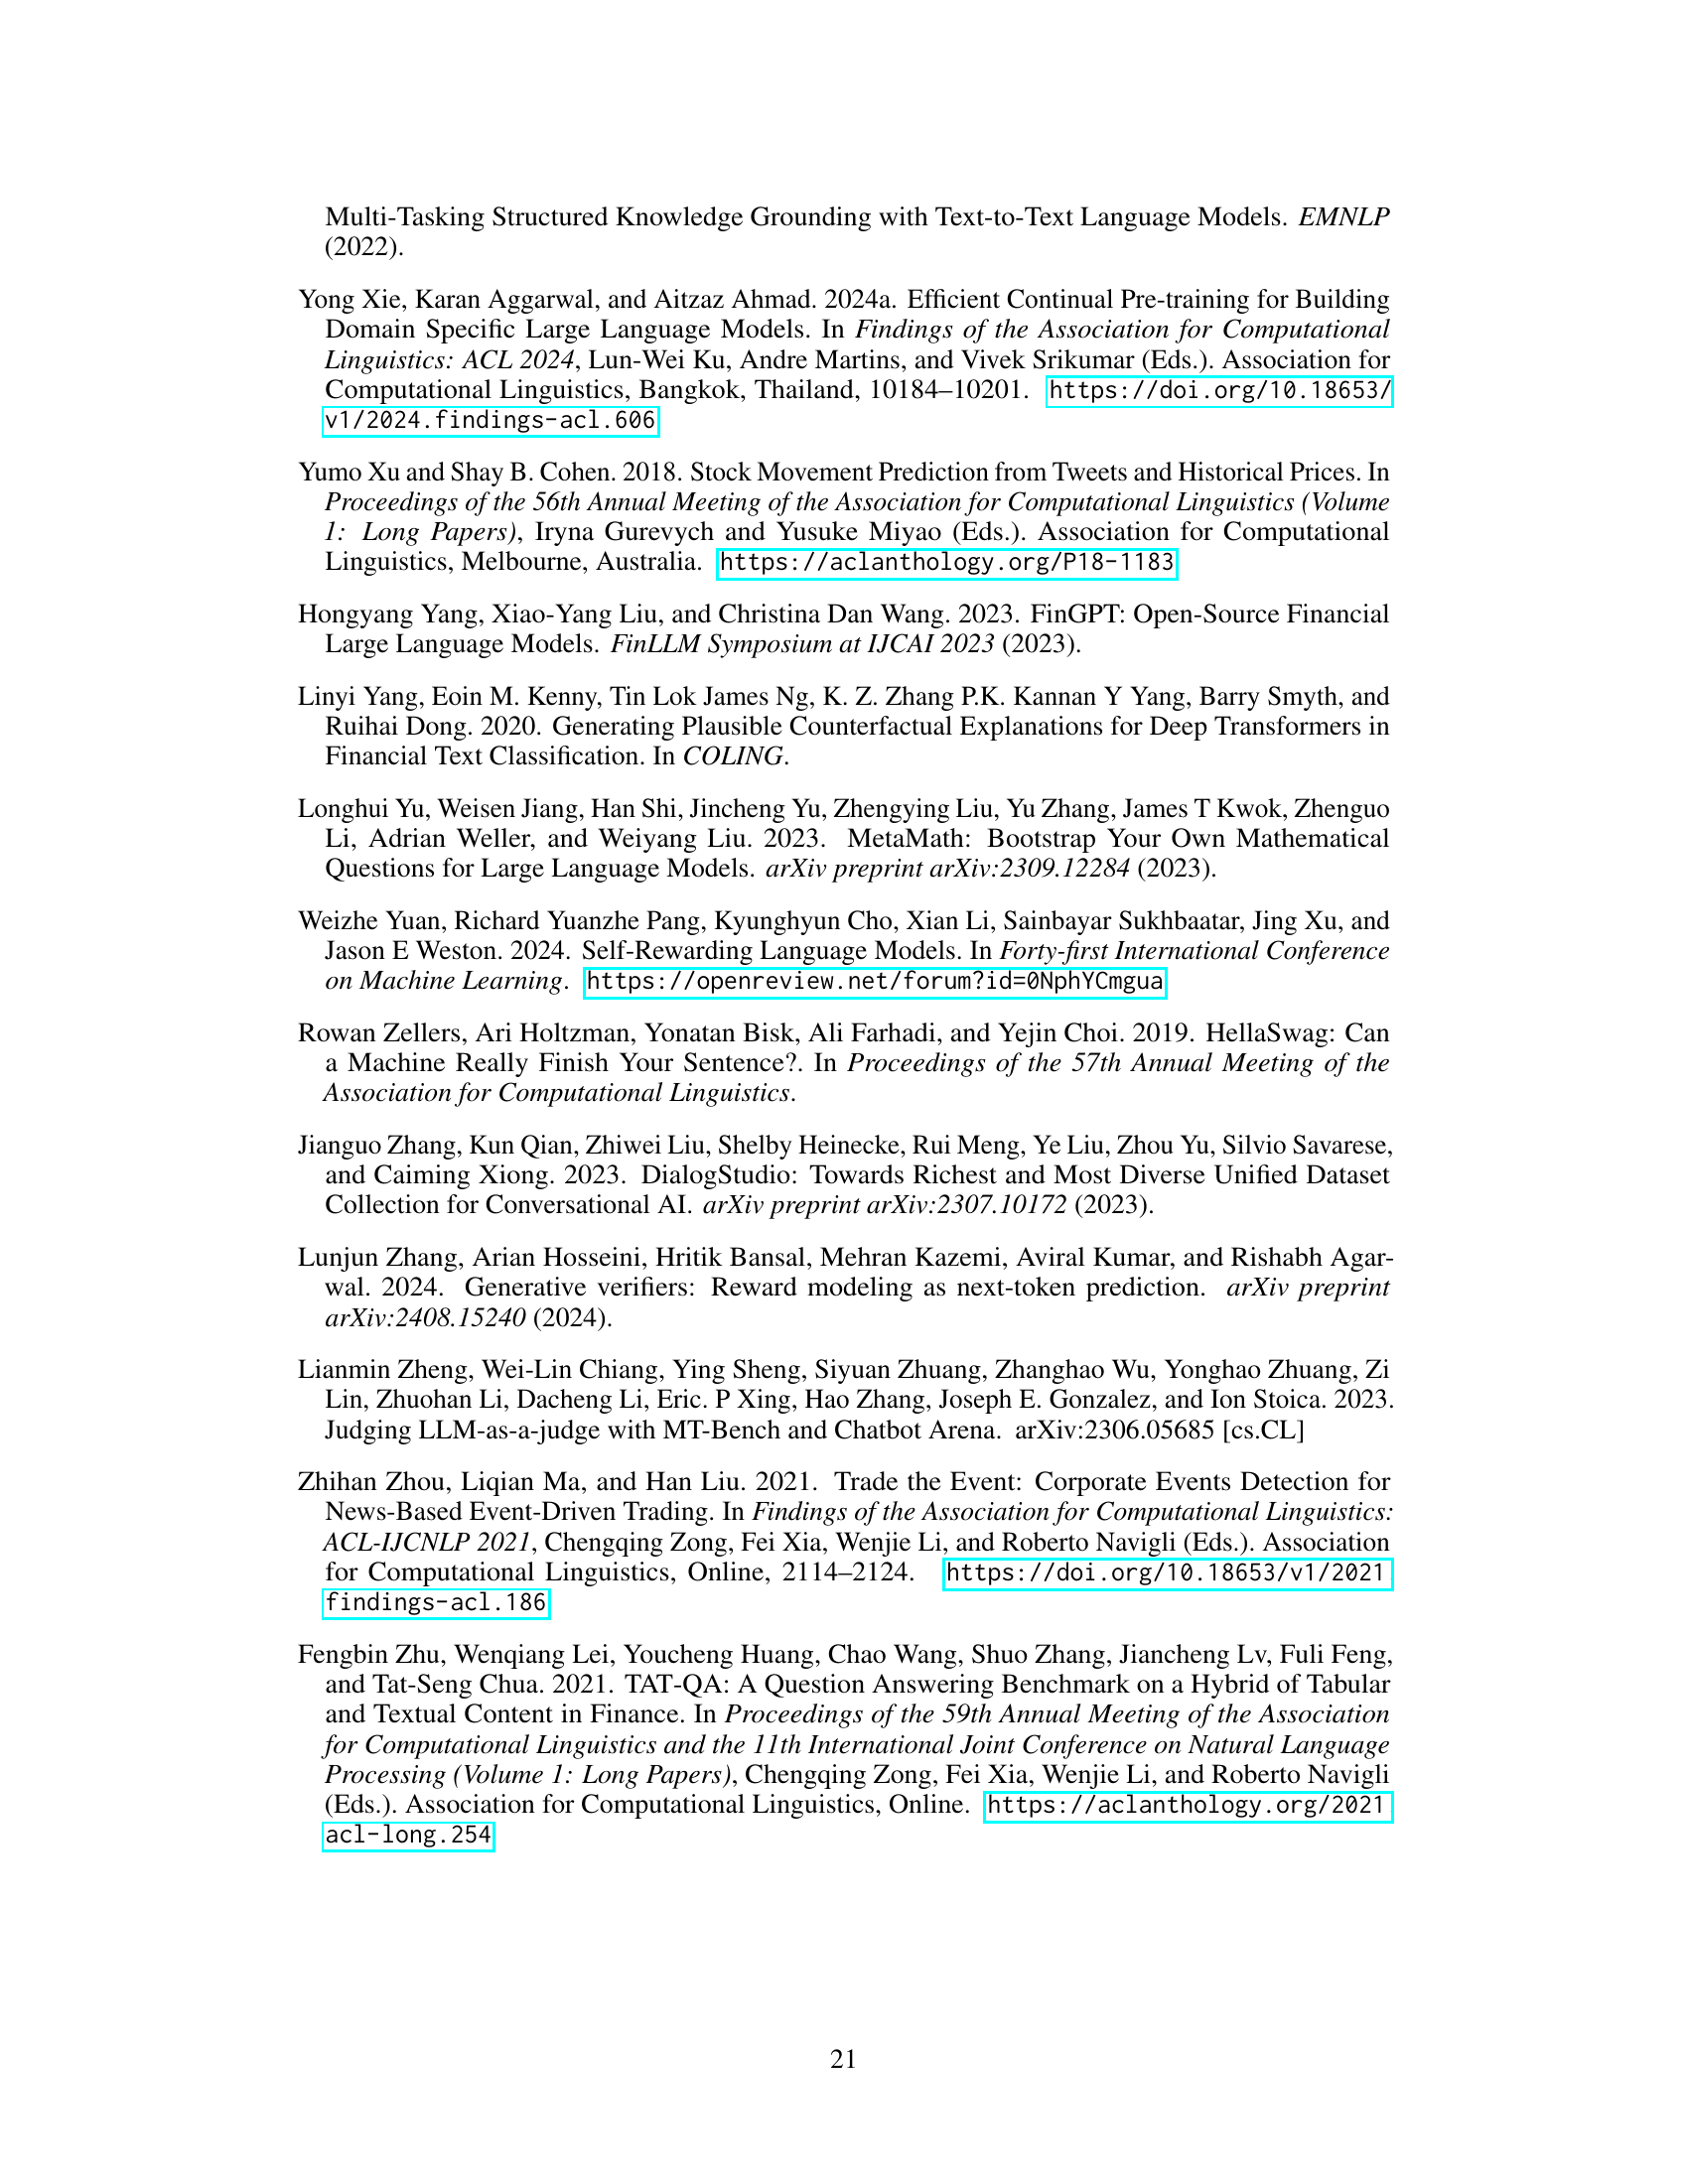 Multi-Tasking Structured Knowledge Grounding with Text-to-Text Language Models. EMNLP
(2022).
Yong Xie, Karan Aggarwal, and Aitzaz Ahmad. 2024a. Efficient Continual Pre-training for Building
Domain Specific Large Language Models. In Findings of the Association for Computational
Linguistics: ACL 2024, Lun-Wei Ku, Andre Martins, and Vivek Srikumar (Eds.). Association for
Computational Linguistics, Bangkok, Thailand, 10184–10201. https://doi.org/10.18653/
v1/2024.findings-acl.606
Yumo Xu and Shay B. Cohen. 2018. Stock Movement Prediction from Tweets and Historical Prices. In
Proceedings of the 56th Annual Meeting of the Association for Computational Linguistics (Volume
1: Long Papers), Iryna Gurevych and Yusuke Miyao (Eds.). Association for Computational
Linguistics, Melbourne, Australia. https://aclanthology.org/P18-1183
Hongyang Yang, Xiao-Yang Liu, and Christina Dan Wang. 2023. FinGPT: Open-Source Financial
Large Language Models. FinLLM Symposium at IJCAI 2023 (2023).
Linyi Yang, Eoin M. Kenny, Tin Lok James Ng, K. Z. Zhang P.K. Kannan Y Yang, Barry Smyth, and
Ruihai Dong. 2020. Generating Plausible Counterfactual Explanations for Deep Transformers in
Financial Text Classification. In COLING.
Longhui Yu, Weisen Jiang, Han Shi, Jincheng Yu, Zhengying Liu, Yu Zhang, James T Kwok, Zhenguo
Li, Adrian Weller, and Weiyang Liu. 2023. MetaMath: Bootstrap Your Own Mathematical
Questions for Large Language Models. arXiv preprint arXiv:2309.12284 (2023).
Weizhe Yuan, Richard Yuanzhe Pang, Kyunghyun Cho, Xian Li, Sainbayar Sukhbaatar, Jing Xu, and
Jason E Weston. 2024. Self-Rewarding Language Models. In Forty-first International Conference
on Machine Learning. https://openreview.net/forum?id=0NphYCmgua
Rowan Zellers, Ari Holtzman, Yonatan Bisk, Ali Farhadi, and Yejin Choi. 2019. HellaSwag: Can
a Machine Really Finish Your Sentence?. In Proceedings of the 57th Annual Meeting of the
Association for Computational Linguistics.
Jianguo Zhang, Kun Qian, Zhiwei Liu, Shelby Heinecke, Rui Meng, Ye Liu, Zhou Yu, Silvio Savarese,
and Caiming Xiong. 2023. DialogStudio: Towards Richest and Most Diverse Unified Dataset
Collection for Conversational AI. arXiv preprint arXiv:2307.10172 (2023).
Lunjun Zhang, Arian Hosseini, Hritik Bansal, Mehran Kazemi, Aviral Kumar, and Rishabh Agar-
wal. 2024. Generative verifiers: Reward modeling as next-token prediction. arXiv preprint
arXiv:2408.15240 (2024).
Lianmin Zheng, Wei-Lin Chiang, Ying Sheng, Siyuan Zhuang, Zhanghao Wu, Yonghao Zhuang, Zi
Lin, Zhuohan Li, Dacheng Li, Eric. P Xing, Hao Zhang, Joseph E. Gonzalez, and Ion Stoica. 2023.
Judging LLM-as-a-judge with MT-Bench and Chatbot Arena. arXiv:2306.05685 [cs.CL]
Zhihan Zhou, Liqian Ma, and Han Liu. 2021. Trade the Event: Corporate Events Detection for
News-Based Event-Driven Trading. In Findings of the Association for Computational Linguistics:
ACL-IJCNLP 2021, Chengqing Zong, Fei Xia, Wenjie Li, and Roberto Navigli (Eds.). Association
for Computational Linguistics, Online, 2114–2124. https://doi.org/10.18653/v1/2021
findings-acl.186
Fengbin Zhu, Wenqiang Lei, Youcheng Huang, Chao Wang, Shuo Zhang, Jiancheng Lv, Fuli Feng,
and Tat-Seng Chua. 2021. TAT-QA: A Question Answering Benchmark on a Hybrid of Tabular
and Textual Content in Finance. In Proceedings of the 59th Annual Meeting of the Association
for Computational Linguistics and the 11th International Joint Conference on Natural Language
Processing (Volume 1: Long Papers), Chengqing Zong, Fei Xia, Wenjie Li, and Roberto Navigli
(Eds.). Association for Computational Linguistics, Online. https://aclanthology.org/2021
acl-long.254
21